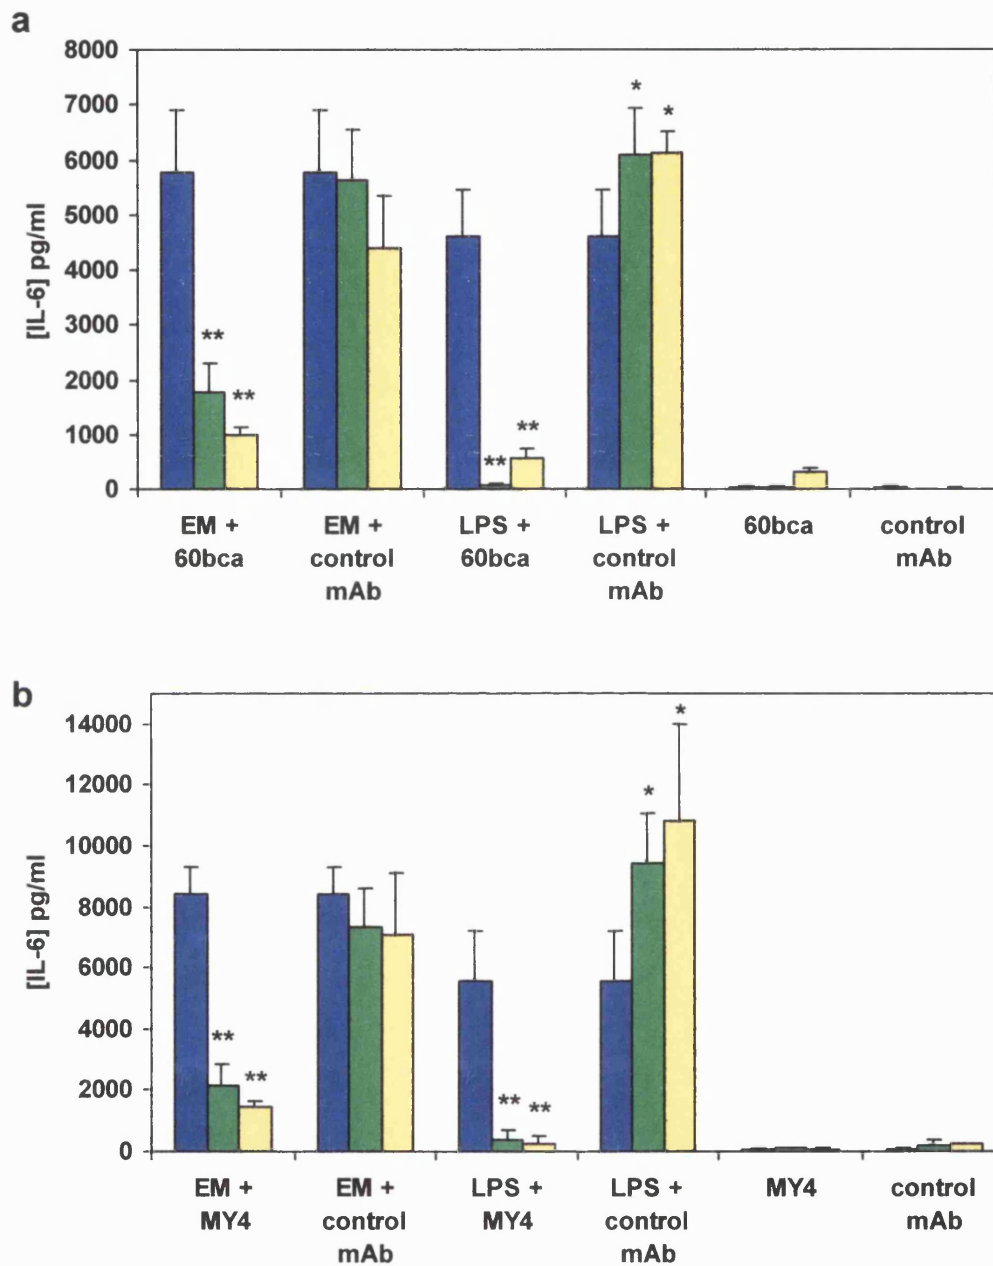 a
8000
7000
6000
5000
4000
3000
2000
1000
0
[IL-6] pg/ml
**
**
**
**
*
*
EM +
60bca
EM +
control
mAb
LPS +
60bca
LPS +
control
mAb
60bca
control
mAb
b
14000
12000
10000
8000
6000
4000
2000
0
[IL-6] pg/ml
**
**
**
**
*
*
EM +
MY4
EM +
control
mAb
LPS +
MY4
LPS +
control
mAb
MY4
control
mAb